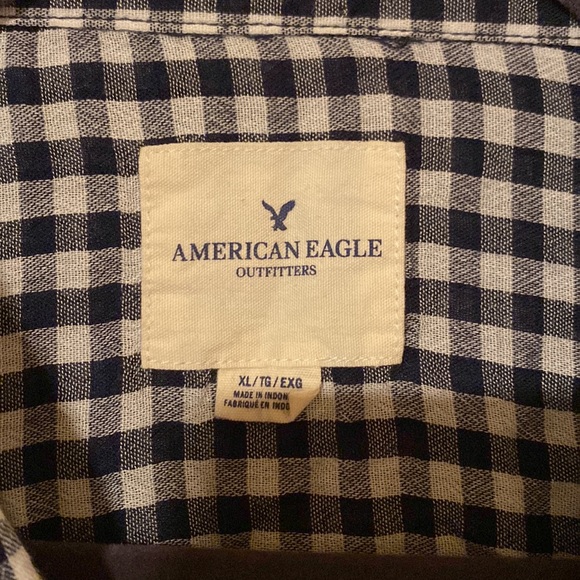 AMERICAN EAGLE
OUTFITTERS
XL/TG/EXG
MADE IN INDON
FABRIQUÉ EN INDO